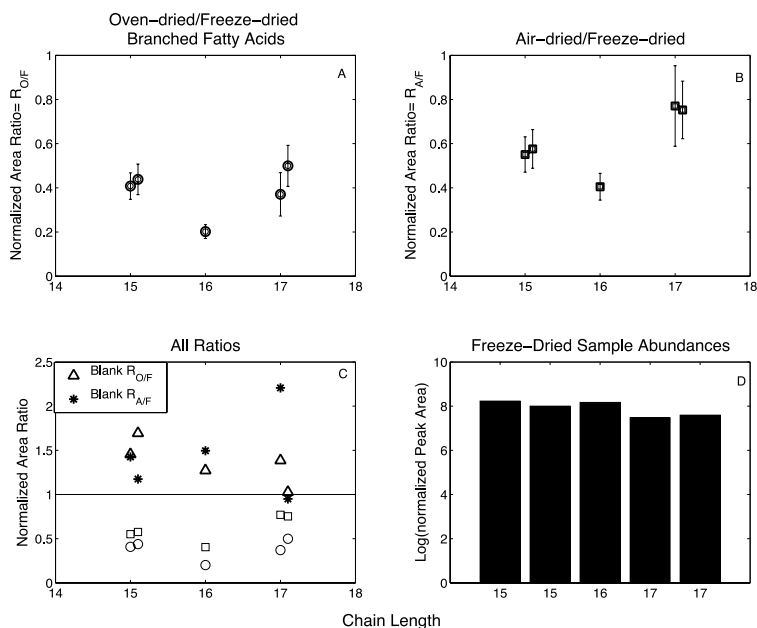 Oven-dried/Freeze-dried
Branched Fatty Acids
Normalized Area Ratio= R_O/F
A
1
0.8
0.6
0.4
0.2
0
14
15
16
17
18
Air-dried/Freeze-dried
Normalized Area Ratio= R_A/F
B
1
0.8
0.6
0.4
0.2
0
14
15
16
17
18
All Ratios
Normalized Area Ratio
C
Blank R_O/F
Blank R_A/F
2.5
2
1.5
1
0.5
0
14
15
16
17
18
Freeze-Dried Sample Abundances
Log(normalized Peak Area)
D
10
8
6
4
2
0
15
15
16
17
17
Chain Length